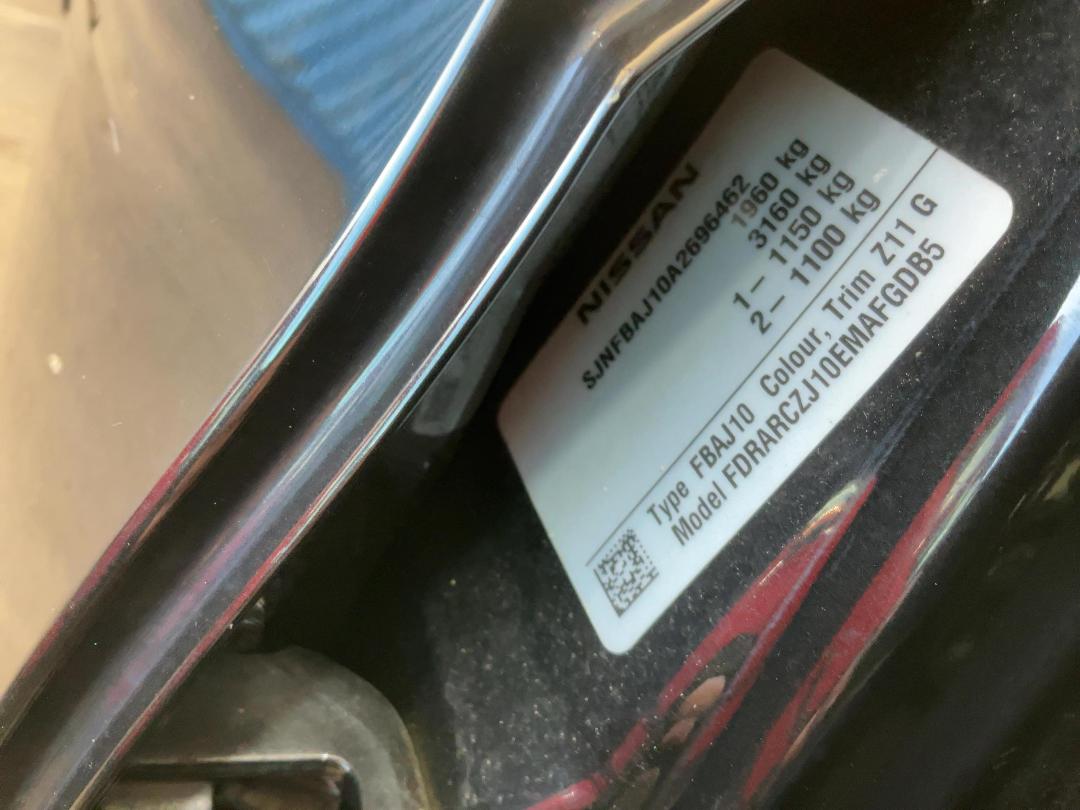 NISSAN
SJNFBAJ10A2696462
1960 kg
3160 kg
1– 1150 kg
2– 1100 kg
Type FBAJ10 Colour, Trim Z11 G
Model FDRARCZJ10EMAFGDB5